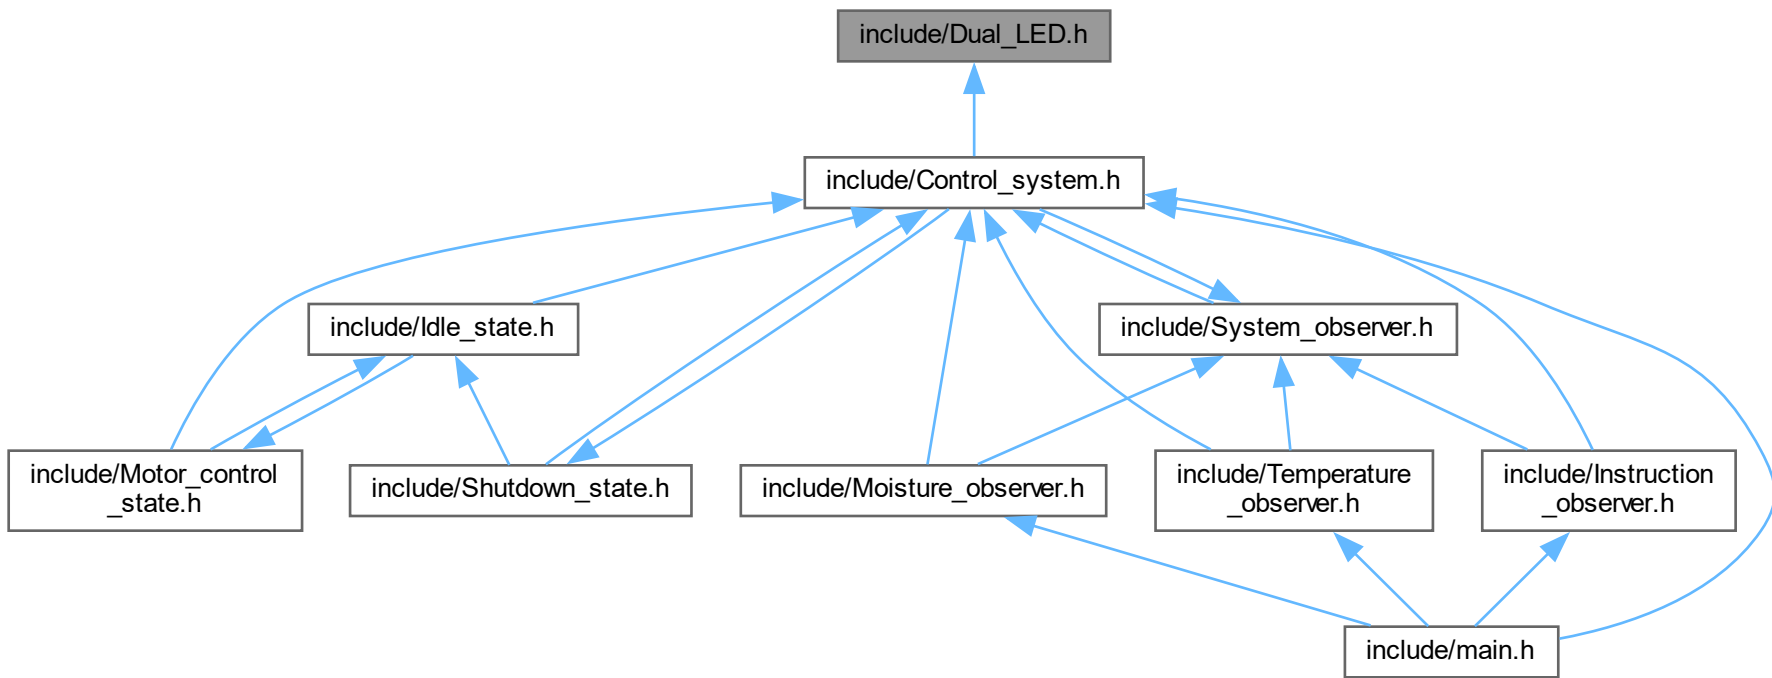 include/Dual_LED.h
include/Control_system.h
include/Idle_state.h
include/System_observer.h
include/Motor_control
_state.h
include/Shutdown_state.h
include/Moisture_observer.h
include/Temperature
_observer.h
include/Instruction
_observer.h
include/main.h